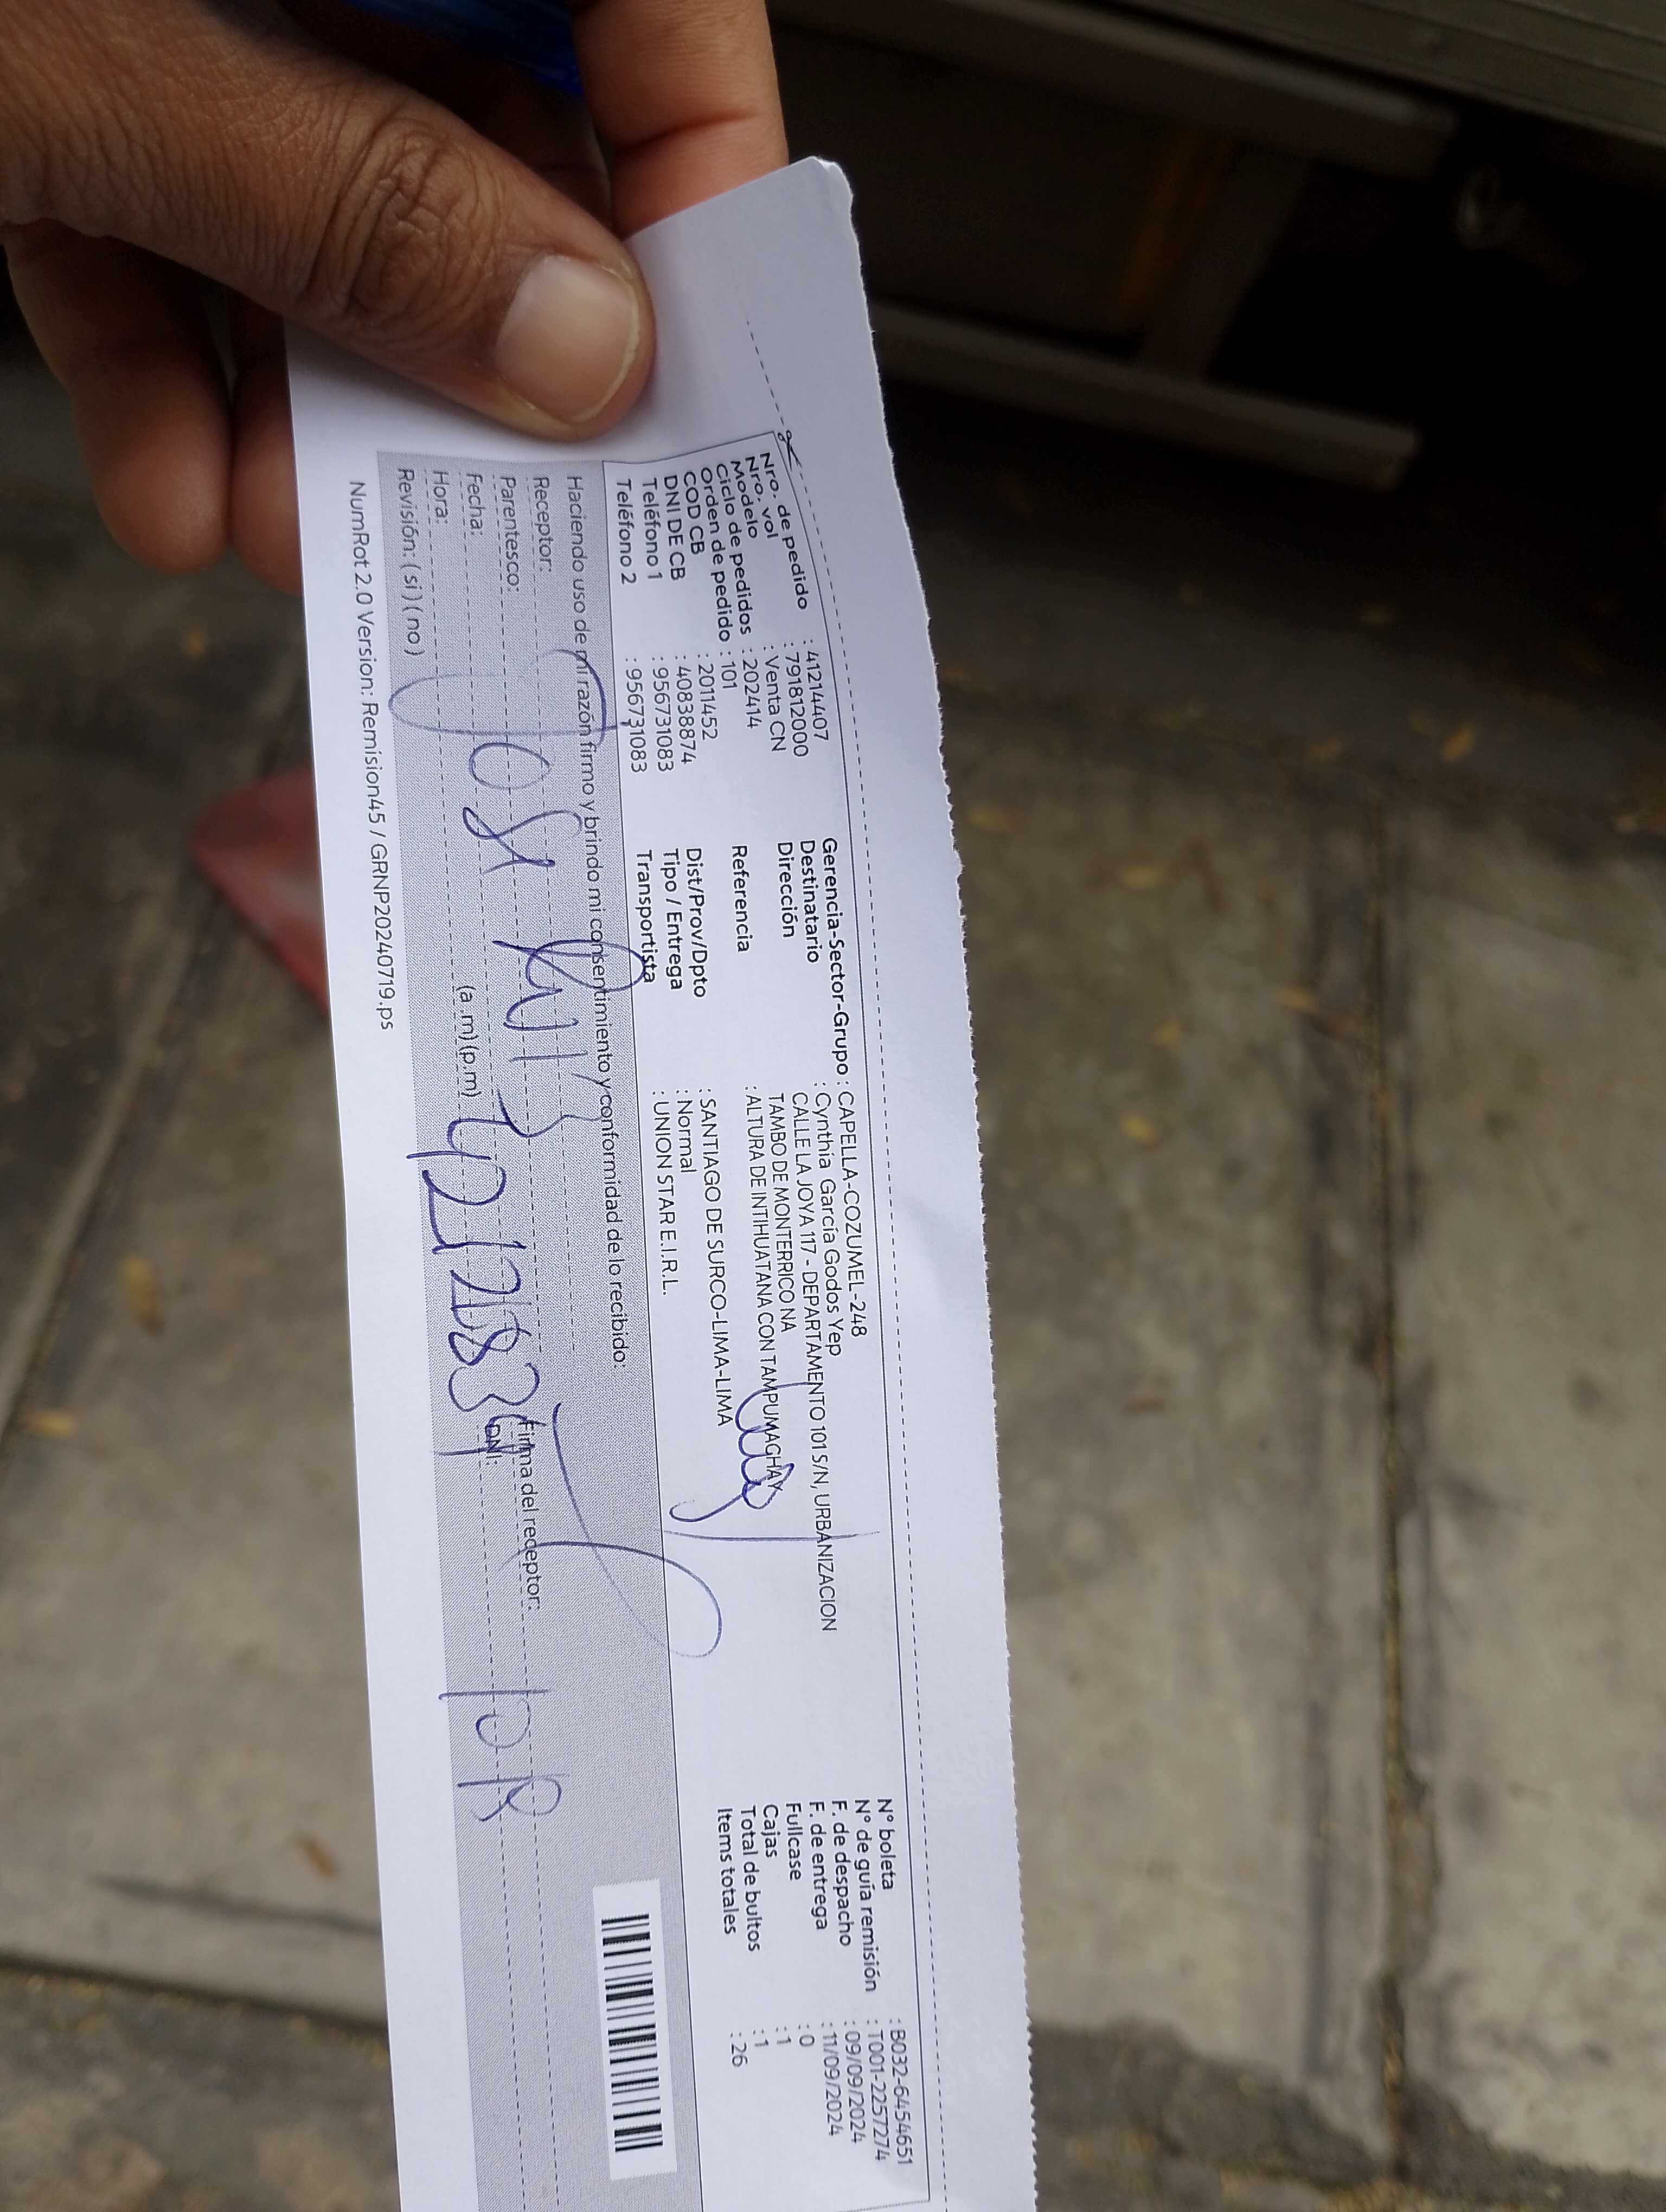 Nro. de pedido : 41214407
Nro. vol : 791812000
Modelo : Venta CN
Ciclo de pedidos : 202414
Orden de pedido : 101
COD CB : 2011452
DNI DE CB : 40838874
Teléfono 1 : 956731083
Teléfono 2 : 956731083
Gerencia-Sector-Grupo : CAPELLA-COZUMEL-248
Destinatario : Cynthia García Godos Yep
Dirección CALLE LA JOYA 117 - DEPARTAMENTO 101 S/N, URBANIZACION
TAMBO DE MONTERRICO NA
Referencia : ALTURA DE INTIHUATANA CON TAMPUMACHAY
Dist/Prov/Dpto : SANTIAGO DE SURCO-LIMA-LIMA
Tipo / Entrega : Normal
Transportista : UNION STAR E.I.R.L.
N° boleta : B032-6454651
N° de guía remisión : T001-2257274
F. de despacho : 09/09/2024
F. de entrega : 11/09/2024
Fullcase : 0
Cajas : 1
Total de bultos : 1
Items totales : 26
Haciendo uso de mi razón firmo y brindo mi consentimiento y conformidad de lo recibido:
Receptor:
Parentesco:
Fecha:
Hora: (a.m) (p.m)
Revisión: ( si ) ( no )
Firma del receptor:
DNI:
NumRot 2.0 Version: Remision45 / GRNP20240719.ps